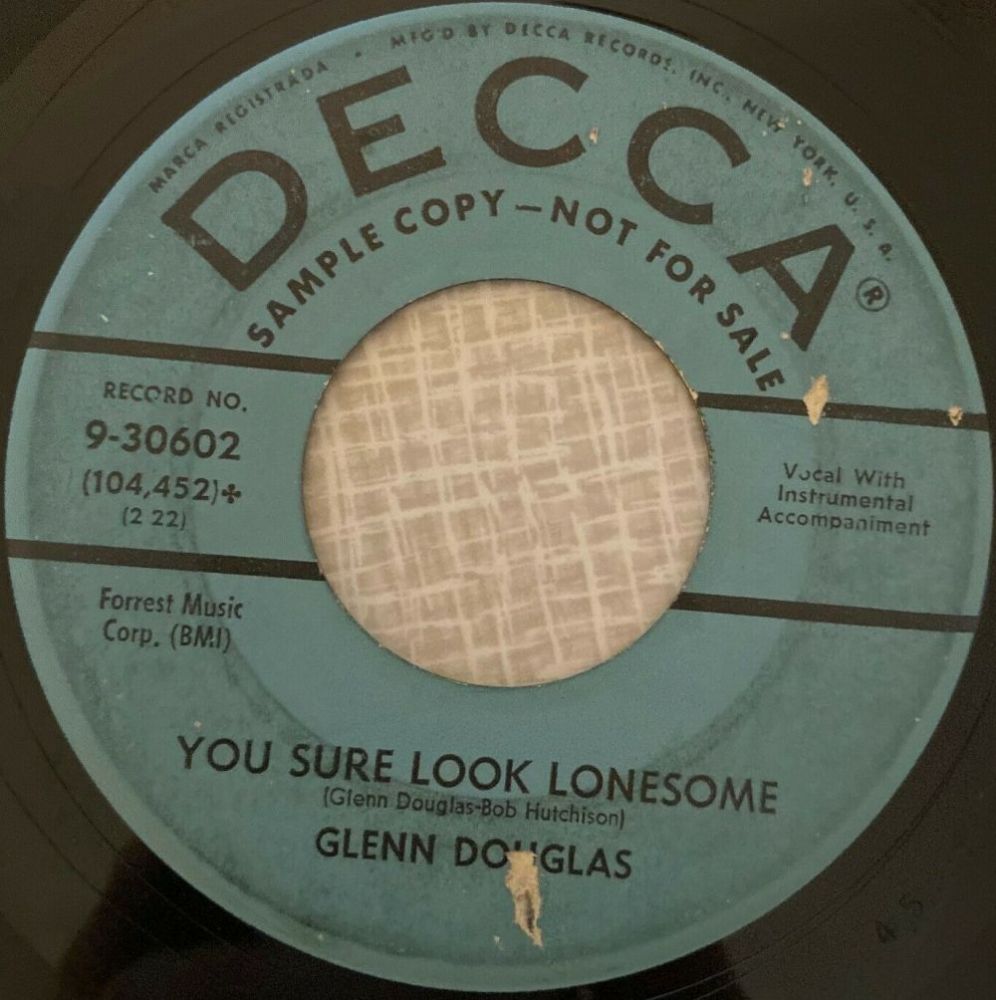 MARCA REGISTRADA • MFG'D BY DECCA RECORDS, INC., NEW YORK, U. S. A.
DECCA®
SAMPLE COPY—NOT FOR SALE
RECORD NO.
9-30602
(104,452)✤
(2 22)
Vocal With
Instrumental
Accompaniment
Forrest Music
Corp. (BMI)
YOU SURE LOOK LONESOME
(Glenn Douglas-Bob Hutchison)
GLENN DOUGLAS